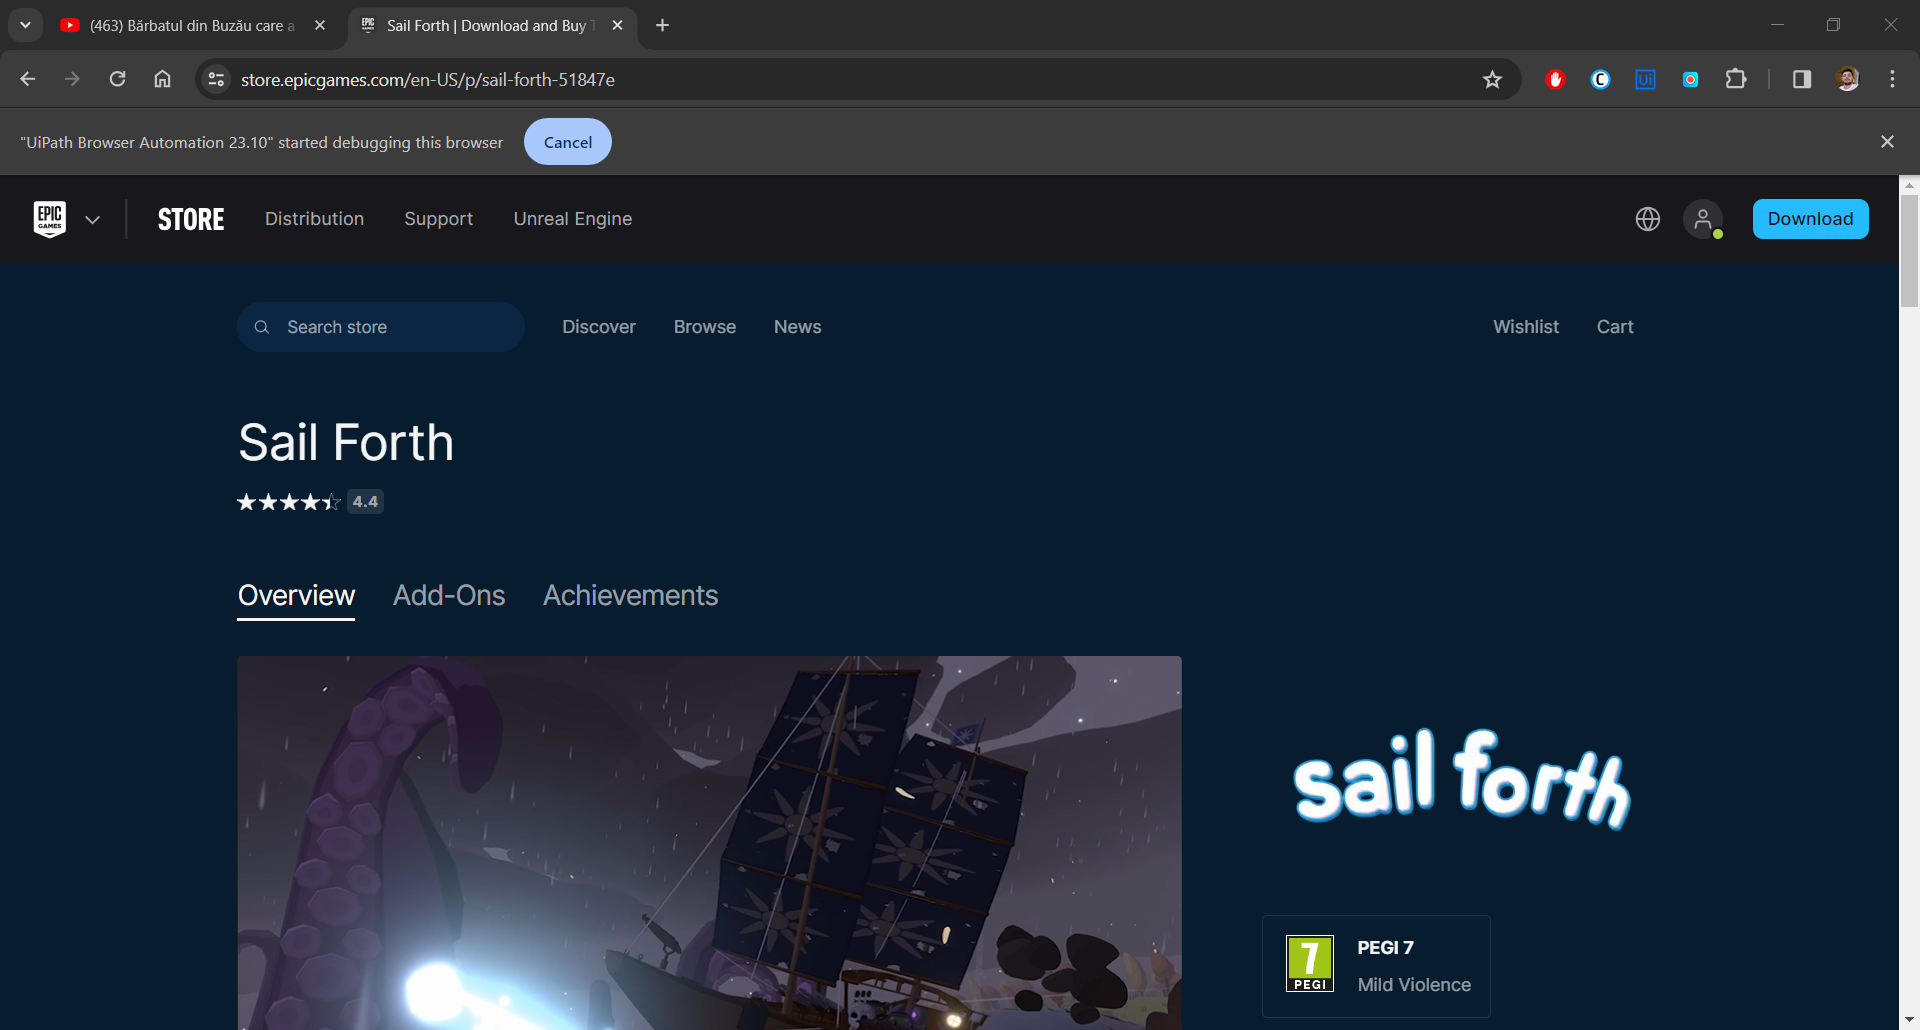 (463) Bărbatul din Buzău care a
Sail Forth | Download and Buy T
store.epicgames.com/en-US/p/sail-forth-51847e
"UiPath Browser Automation 23.10" started debugging this browser
Cancel
EPIC
GAMES
STORE
Distribution
Support
Unreal Engine
Download
Search store
Discover
Browse
News
Wishlist
Cart
Sail Forth
4.4
Overview
Add-Ons
Achievements
sail forth
7
PEGI
PEGI 7
Mild Violence